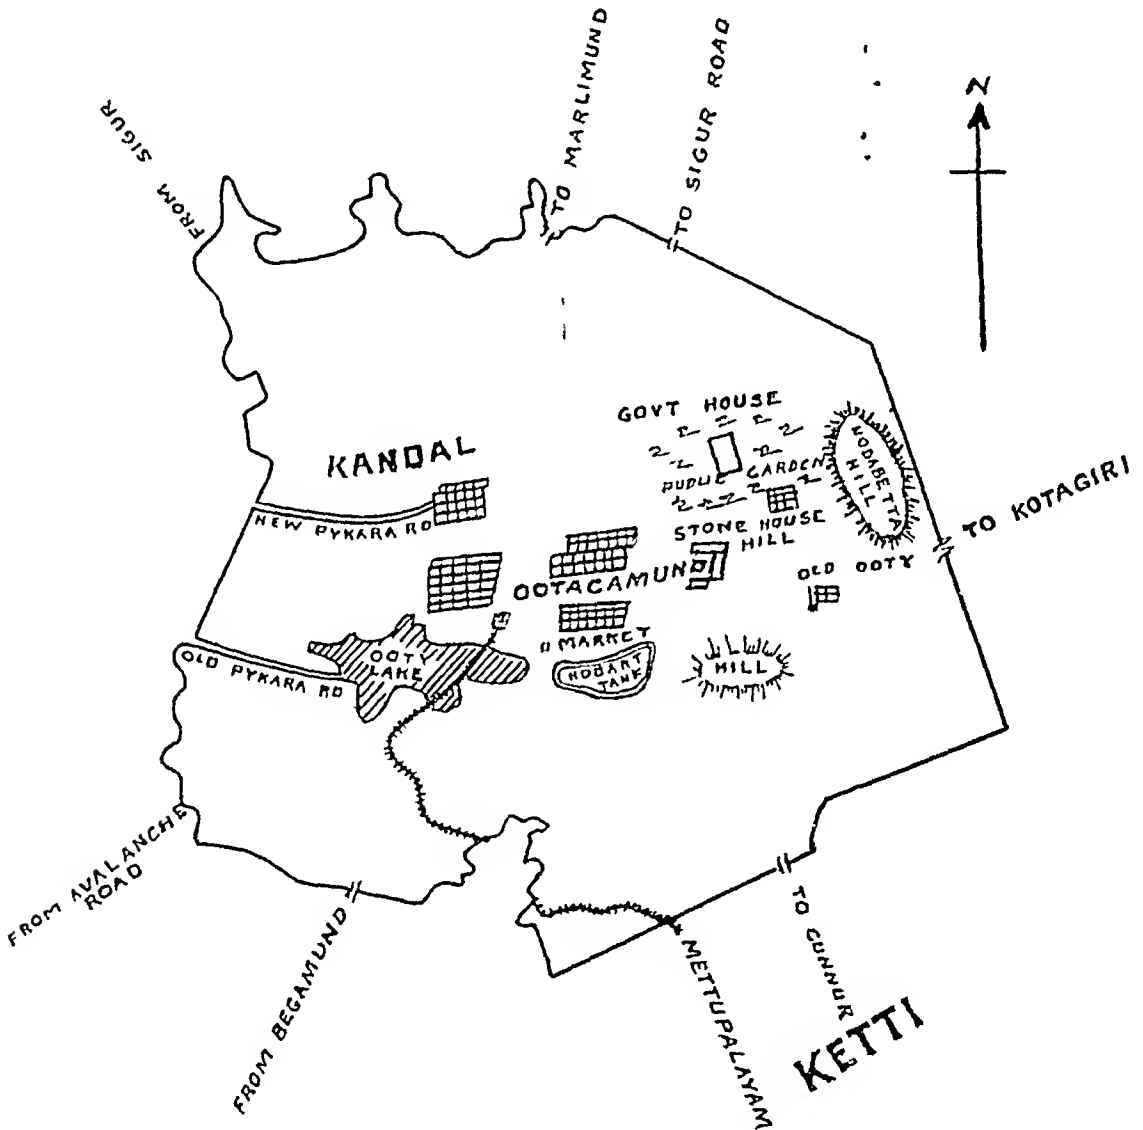 TO MARLIMUND
TO SIGUR ROAD
N
FROM SIGUR
GOVT HOUSE
KANDAL
PUBLIC GARDEN
NODABETTA
HILL
TO KOTAGIRI
NEW PYKARA RD
STONE HOUSE
HILL
OOTACAMUND
OLD OOTY
MARKET
OOTY
LAKE
OLD PYKARA RD
HOBART
TANK
HILL
FROM AVALANCHE
ROAD
FROM BEGAMUND
TO CUNNUR
METTUPALAYAM
KETTI